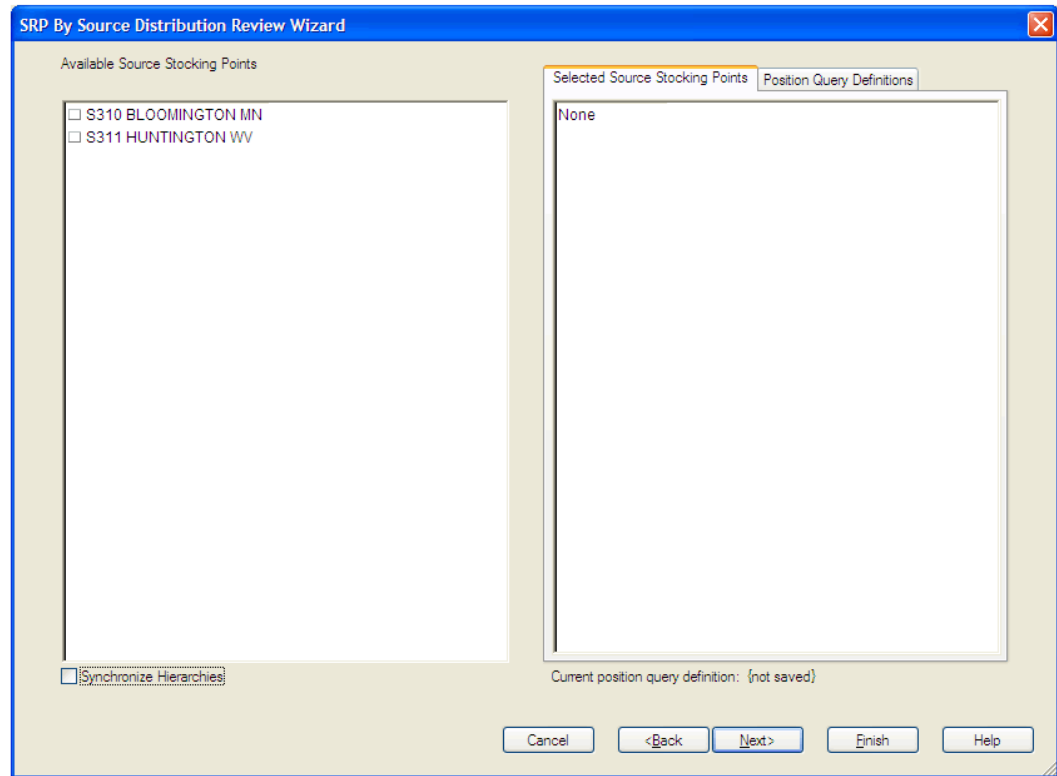 SRP By Source Distribution Review Wizard
Available Source Stocking Points
S310 BLOOMINGTON MN
S311 HUNTINGTON WV
Synchronize Hierarchies
Selected Source Stocking Points
Position Query Definitions
None
Current position query definition: {not saved}
Cancel
<Back
Next>
Finish
Help